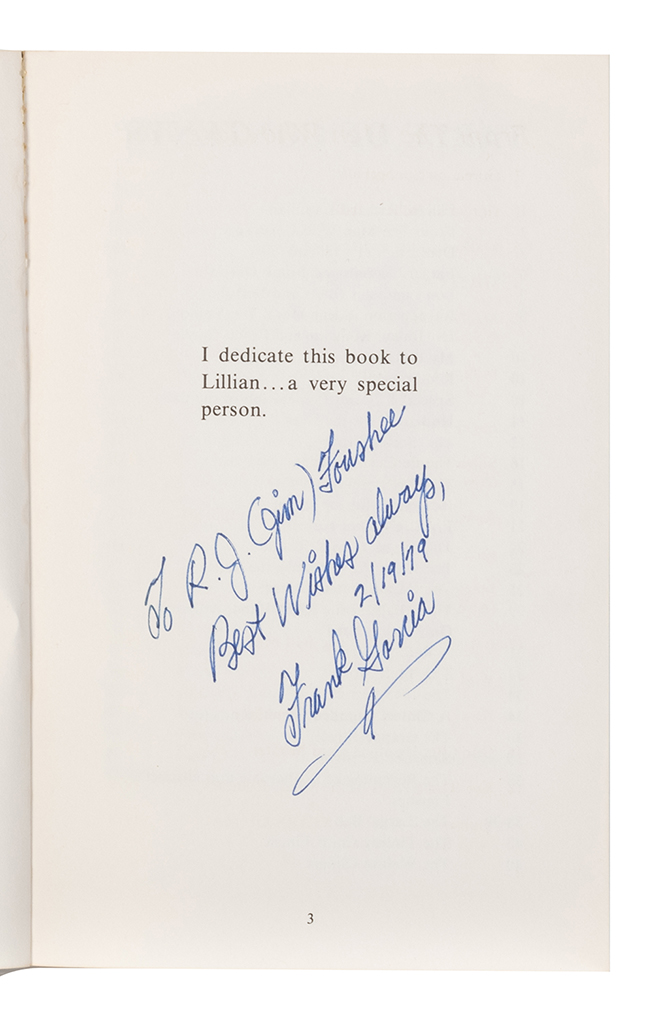 I dedicate this book to
Lillian...a very special
person.
To R. J. (Jim) Foushee
Best Wishes always,
2/19/79
Frank Garcia
3